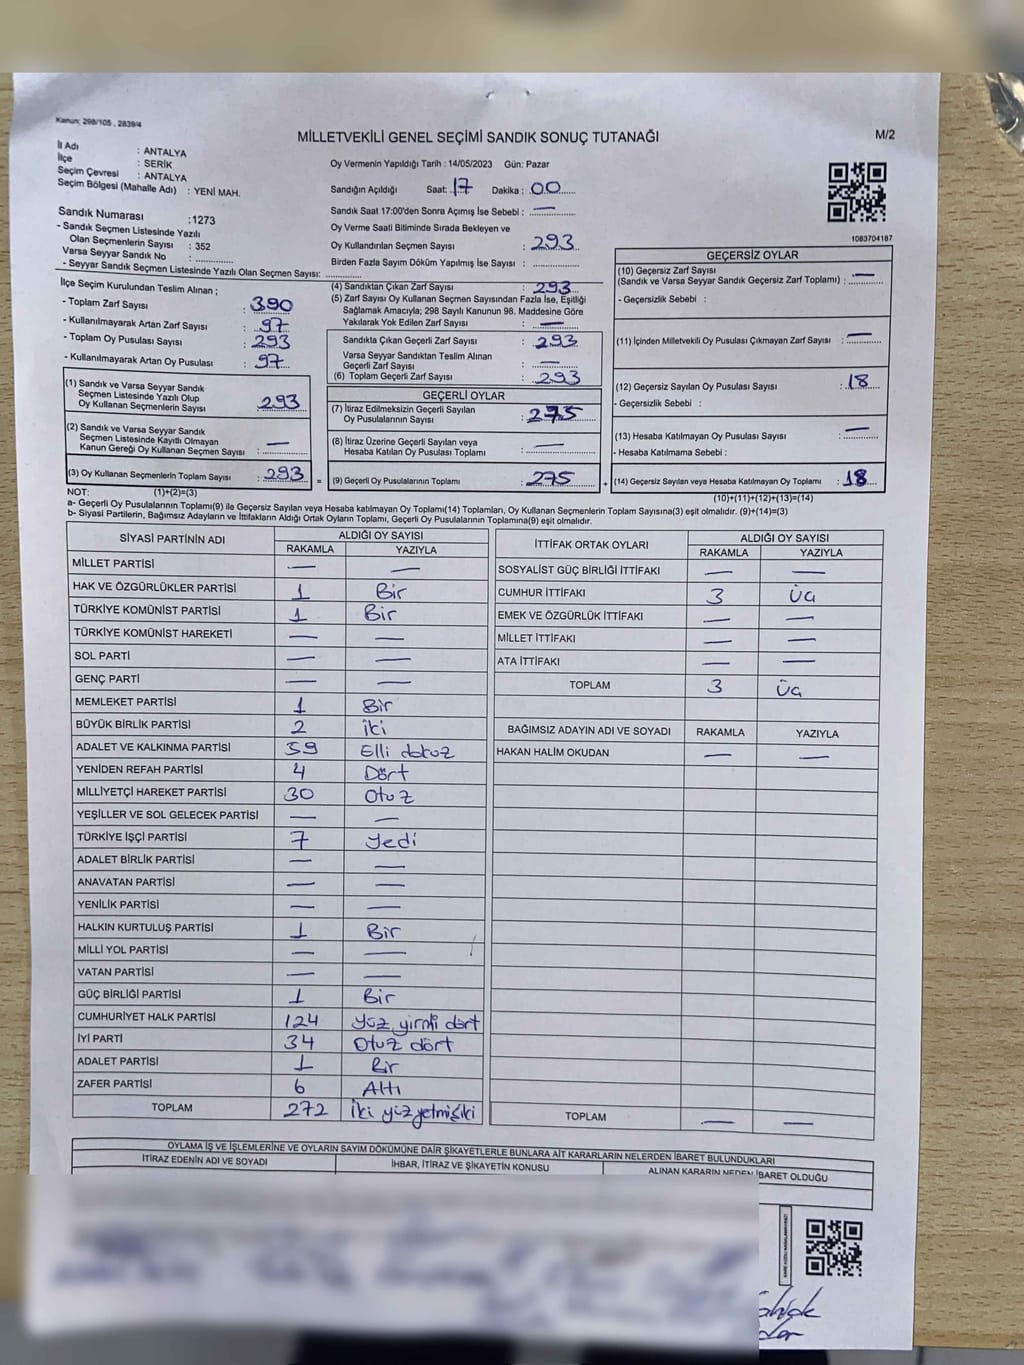 Kanun: 298/105 , 2839/4
MİLLETVEKİLİ GENEL SEÇİMİ SANDIK SONUÇ TUTANAĞI
M/2
İl Adı : ANTALYA
İlçe : SERİK
Seçim Çevresi : ANTALYA
Seçim Bölgesi (Mahalle Adı) : YENİ MAH.
Oy Vermenin Yapıldığı Tarih : 14/05/2023 Gün: Pazar
Sandığın Açıldığı Saat: 17 Dakika : 00
Sandık Saat 17:00'den Sonra Açımış İse Sebebi : —
Sandık Numarası :1273
- Sandık Seçmen Listesinde Yazılı
Olan Seçmenlerin Sayısı : 352
Varsa Seyyar Sandık No :
- Seyyar Sandık Seçmen Listesinde Yazılı Olan Seçmen Sayısı:
Oy Verme Saati Bitiminde Sırada Bekleyen ve
Oy Kullandırılan Seçmen Sayısı : 293
Birden Fazla Sayım Döküm Yapılmış İse Sayısı :
1083704187
İlçe Seçim Kurulundan Teslim Alınan ;
- Toplam Zarf Sayısı : 390
- Kullanılmayarak Artan Zarf Sayısı : 97
- Toplam Oy Pusulası Sayısı : 293
- Kullanılmayarak Artan Oy Pusulası : 97
(1) Sandık ve Varsa Seyyar Sandık
Seçmen Listesinde Yazılı Olup
Oy Kullanan Seçmenlerin Sayısı : 293
(2) Sandık ve Varsa Seyyar Sandık
Seçmen Listesinde Kayıtlı Olmayan
Kanun Gereği Oy Kullanan Seçmen Sayısı : —
(3) Oy Kullanan Seçmenlerin Toplam Sayısı : 293
(4) Sandıktan Çıkan Zarf Sayısı : 293
(5) Zarf Sayısı Oy Kullanan Seçmen Sayısından Fazla İse, Eşitliği
Sağlamak Amacıyla; 298 Sayılı Kanunun 98. Maddesine Göre
Yakılarak Yok Edilen Zarf Sayısı : —
Sandıkta Çıkan Geçerli Zarf Sayısı : 293
Varsa Seyyar Sandıktan Teslim Alınan
Geçerli Zarf Sayısı : —
(6) Toplam Geçerli Zarf Sayısı : 293
GEÇERLİ OYLAR
(7) İtiraz Edilmeksizin Geçerli Sayılan
Oy Pusulalarının Sayısı : 275
(8) İtiraz Üzerine Geçerli Sayılan veya
Hesaba Katılan Oy Pusulası Toplamı : —
= (9) Geçerli Oy Pusulalarının Toplamı : 275 +
GEÇERSİZ OYLAR
(10) Geçersiz Zarf Sayısı
(Sandık ve Varsa Seyyar Sandık Geçersiz Zarf Toplamı) : —
- Geçersizlik Sebebi :
(11) İçinden Milletvekili Oy Pusulası Çıkmayan Zarf Sayısı : —
(12) Geçersiz Sayılan Oy Pusulası Sayısı : 18
- Geçersizlik Sebebi :
(13) Hesaba Katılmayan Oy Pusulası Sayısı : —
- Hesaba Katılmama Sebebi :
(14) Geçersiz Sayılan veya Hesaba Katılmayan Oy Toplamı : 18
NOT: (1)+(2)=(3) (10)+(11)+(12)+(13)=(14)
a- Geçerli Oy Pusulasının Toplamı(9) ile Geçersiz Sayılan veya Hesaba katılmayan Oy Toplamı(14) Toplamları, Oy Kullanan Seçmenlerin Toplam Sayısına(3) eşit olmalıdır. (9)+(14)=(3)
b- Siyasi Partilerin, Bağımsız Adayların ve İttifakların Aldığı Ortak Oyların Toplamı, Geçerli Oy Pusulalarının Toplamına(9) eşit olmalıdır.
SİYASİ PARTİNİN ADI ALDIĞI OY SAYISI
RAKAMLA YAZIYLA
MİLLET PARTİSİ — —
HAK VE ÖZGÜRLÜKLER PARTİSİ 1 Bir
TÜRKİYE KOMÜNİST PARTİSİ 1 Bir
TÜRKİYE KOMÜNİST HAREKETİ — —
SOL PARTİ — —
GENÇ PARTİ — —
MEMLEKET PARTİSİ 1 Bir
BÜYÜK BİRLİK PARTİSİ 2 İki
ADALET VE KALKINMA PARTİSİ 59 Elli dokuz
YENİDEN REFAH PARTİSİ 4 Dört
MİLLİYETÇİ HAREKET PARTİSİ 30 Otuz
YEŞİLLER VE SOL GELECEK PARTİSİ — —
TÜRKİYE İŞÇİ PARTİSİ 7 Yedi
ADALET BİRLİK PARTİSİ — —
ANAVATAN PARTİSİ — —
YENİLİK PARTİSİ — —
HALKIN KURTULUŞ PARTİSİ 1 Bir
MİLLİ YOL PARTİSİ — —
VATAN PARTİSİ — —
GÜÇ BİRLİĞİ PARTİSİ 1 Bir
CUMHURİYET HALK PARTİSİ 124 Yüz yirmi dört
İYİ PARTİ 34 Otuz dört
ADALET PARTİSİ 1 Bir
ZAFER PARTİSİ 6 Altı
TOPLAM 272 İki yüz yetmiş iki
İTTİFAK ORTAK OYLARI ALDIĞI OY SAYISI
RAKAMLA YAZIYLA
SOSYALİST GÜÇ BİRLİĞİ İTTİFAKI — —
CUMHUR İTTİFAKI 3 Üç
EMEK VE ÖZGÜRLÜK İTTİFAKI — —
MİLLET İTTİFAKI — —
ATA İTTİFAKI — —
TOPLAM 3 Üç
BAĞIMSIZ ADAYIN ADI VE SOYADI RAKAMLA YAZIYLA
HAKAN HALİM OKUDAN — —
TOPLAM — —
OYLAMA İŞ VE İŞLEMLERİNE VE OYLARIN SAYIM DÖKÜMÜNE DAİR ŞİKAYETLERLE BUNLARA AİT KARARLARIN NELERDEN İBARET BULUNDUKLARI
İTİRAZ EDENİN ADI VE SOYADI İHBAR, İTİRAZ VE ŞİKAYETİN KONUSU ALINAN KARARIN NEDEN İBARET OLDUĞU